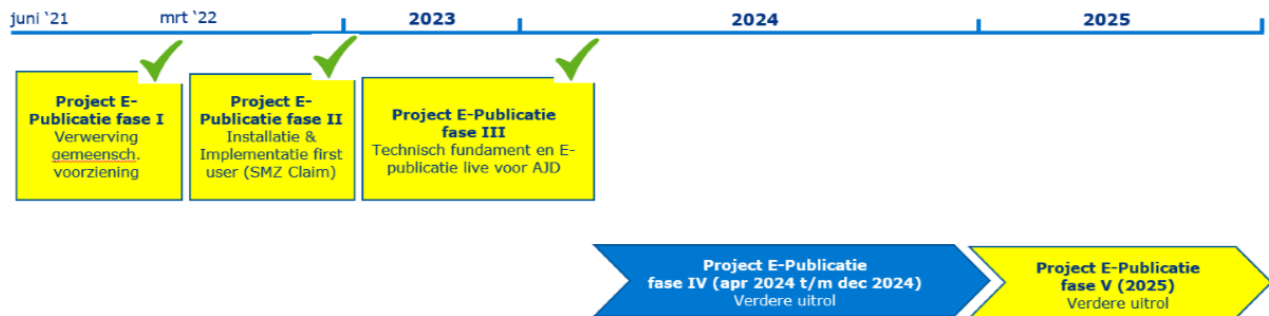 juni ‘21 mrt ‘22 2023 2024 2025
Project E-
Publicatie fase I
Verwerving
gemeensch.
voorziening
Project E-
Publicatie fase II
Installatie &
Implementatie first
user (SMZ Claim)
Project E-Publicatie
fase III
Technisch fundament en E-
publicatie live voor AJD
Project E-Publicatie
fase IV (apr 2024 t/m dec 2024)
Verdere uitrol
Project E-Publicatie
fase V (2025)
Verdere uitrol